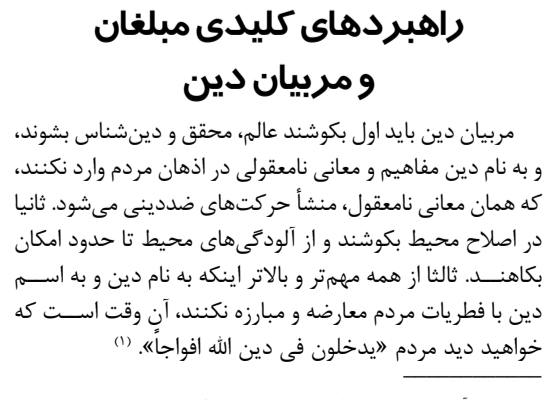 راهبردهای کلیدی مبلغان
و مربیان دین
مربیان دین باید اول بکوشند عالم، محقق و دین‌شناس بشوند،
و به نام دین مفاهیم و معانی نامعقولی در اذهان مردم وارد نکنند،
که همان معانی نامعقول، منشأ حرکت‌های ضددینی می‌شود. ثانیا
در اصلاح محیط بکوشند و از آلودگی‌های محیط تا حدود امکان
بکاهنــد. ثالثا از همه مهم‌تر و بالاتر اینکه به نام دین و به اســم
دین با فطریات مردم معارضه و مبارزه نکنند، آن وقت اســت که
خواهید دید مردم «یدخلون فی دین الله افواجاً». (۱)